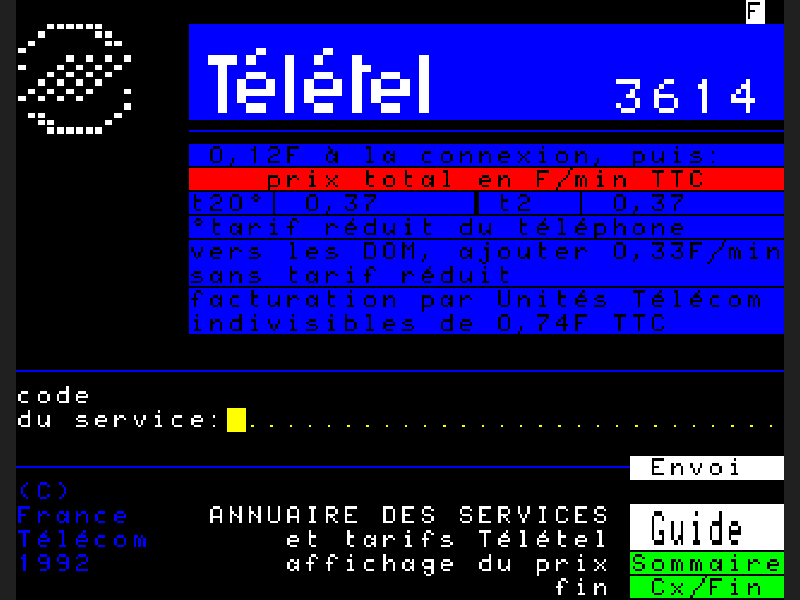 F
Télétel 3614
0,12F à la connexion, puis:
prix total en F/min TTC
t20° | 0,37 | t2 | 0,37
°tarif réduit du téléphone
vers les DOM, ajouter 0,33F/min
sans tarif réduit
facturation par Unités Télécom
indivisibles de 0,74F TTC
code
du service: ............................
Envoi
(C)
France ANNUAIRE DES SERVICES Guide
Télécom et tarifs Télétel
1992 affichage du prix Sommaire
fin Cx/Fin